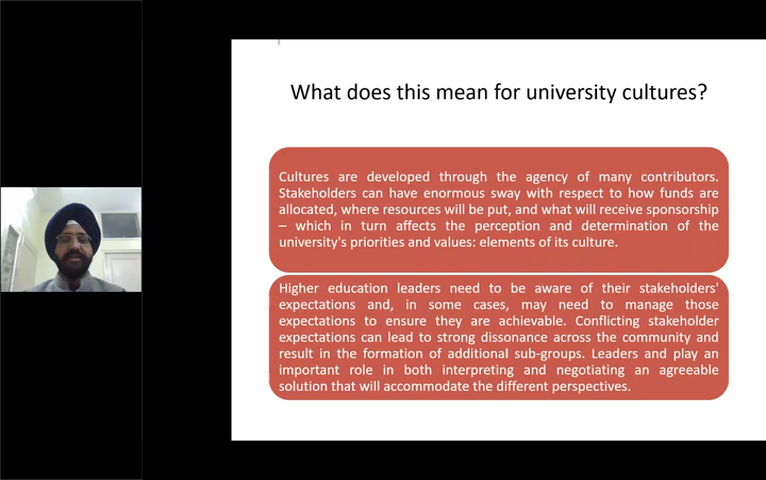 What does this mean for university cultures?
Cultures are developed through the agency of many contributors.
Stakeholders can have enormous sway with respect to how funds are
allocated, where resources will be put, and what will receive sponsorship
– which in turn affects the perception and determination of the
university's priorities and values: elements of its culture.
Higher education leaders need to be aware of their stakeholders'
expectations and, in some cases, may need to manage those
expectations to ensure they are achievable. Conflicting stakeholder
expectations can lead to strong dissonance across the community and
result in the formation of additional sub-groups. Leaders and play an
important role in both interpreting and negotiating an agreeable
solution that will accommodate the different perspectives.